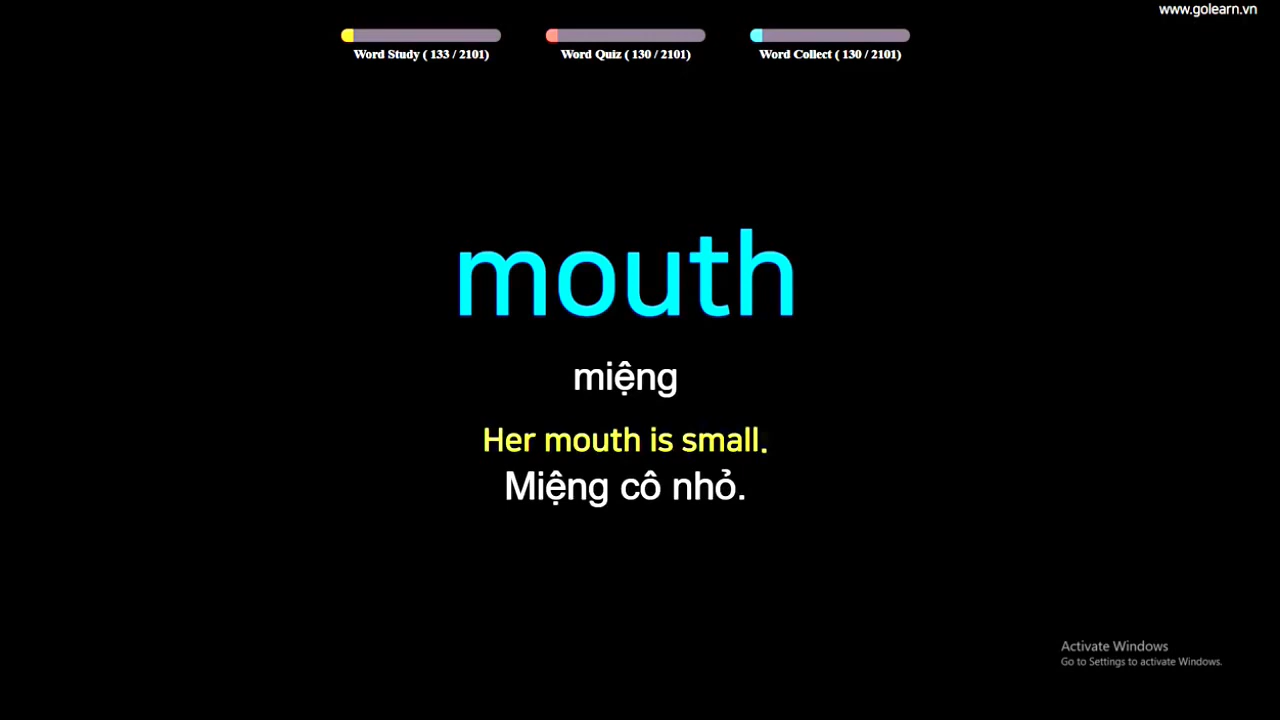 www.golearn.vn
Word Study ( 133 / 2101)
Word Quiz ( 130 / 2101)
Word Collect ( 130 / 2101)
mouth
miệng
Her mouth is small.
Miệng cô nhỏ.
Activate Windows
Go to Settings to activate Windows.